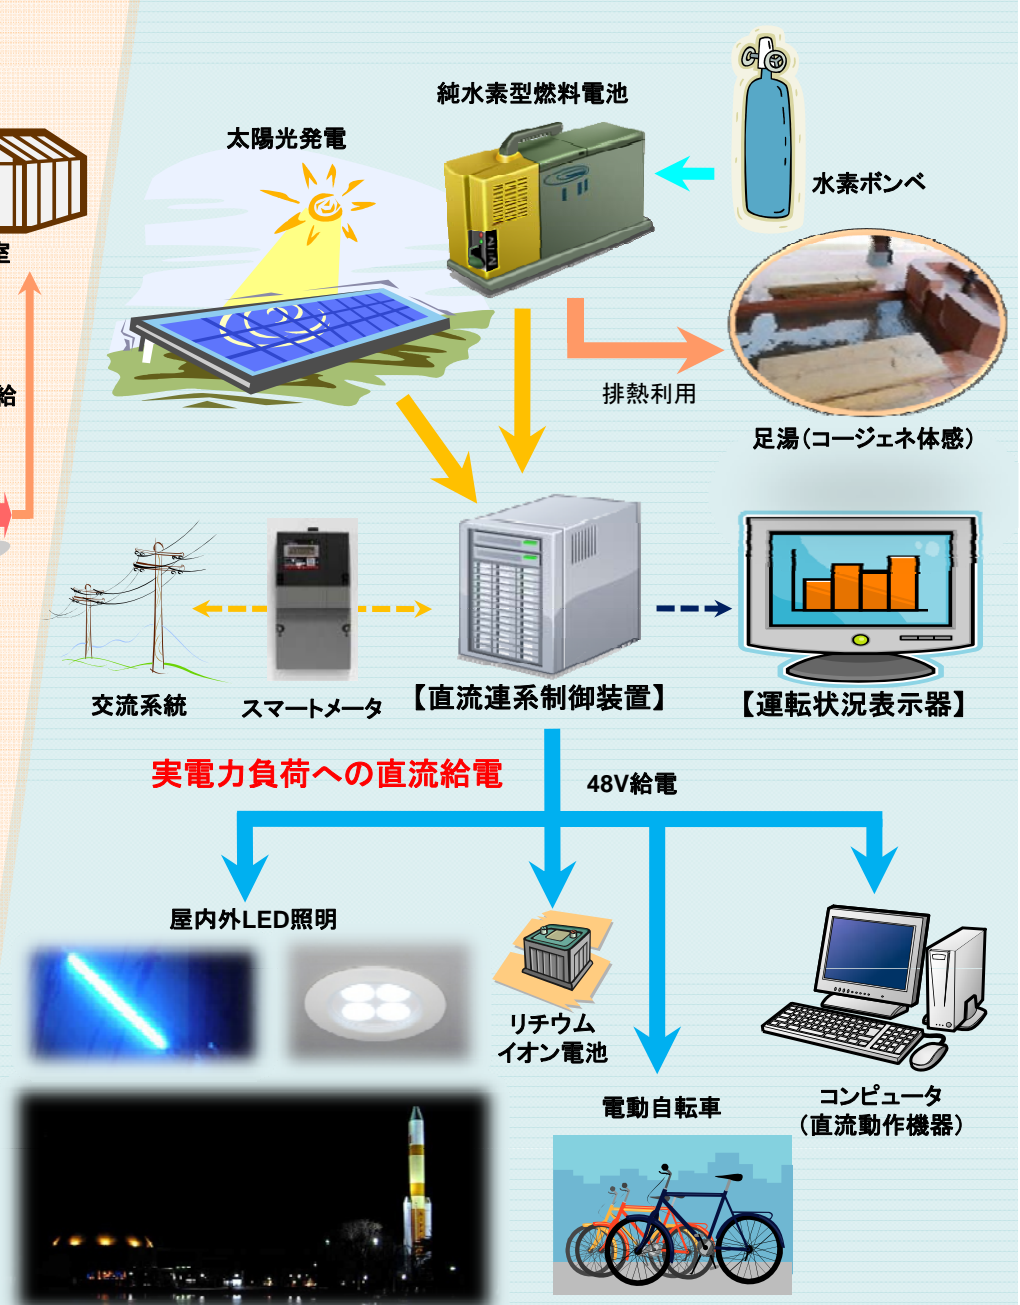 純水素型燃料電池
太陽光発電
水素ボンベ
室
給
排熱利用
足湯(コージェネ体感)
交流系統
スマートメータ
【直流連系制御装置】
【運転状況表示器】
実電力負荷への直流給電
48V給電
屋内外LED照明
リチウム
イオン電池
電動自転車
コンピュータ
(直流動作機器)